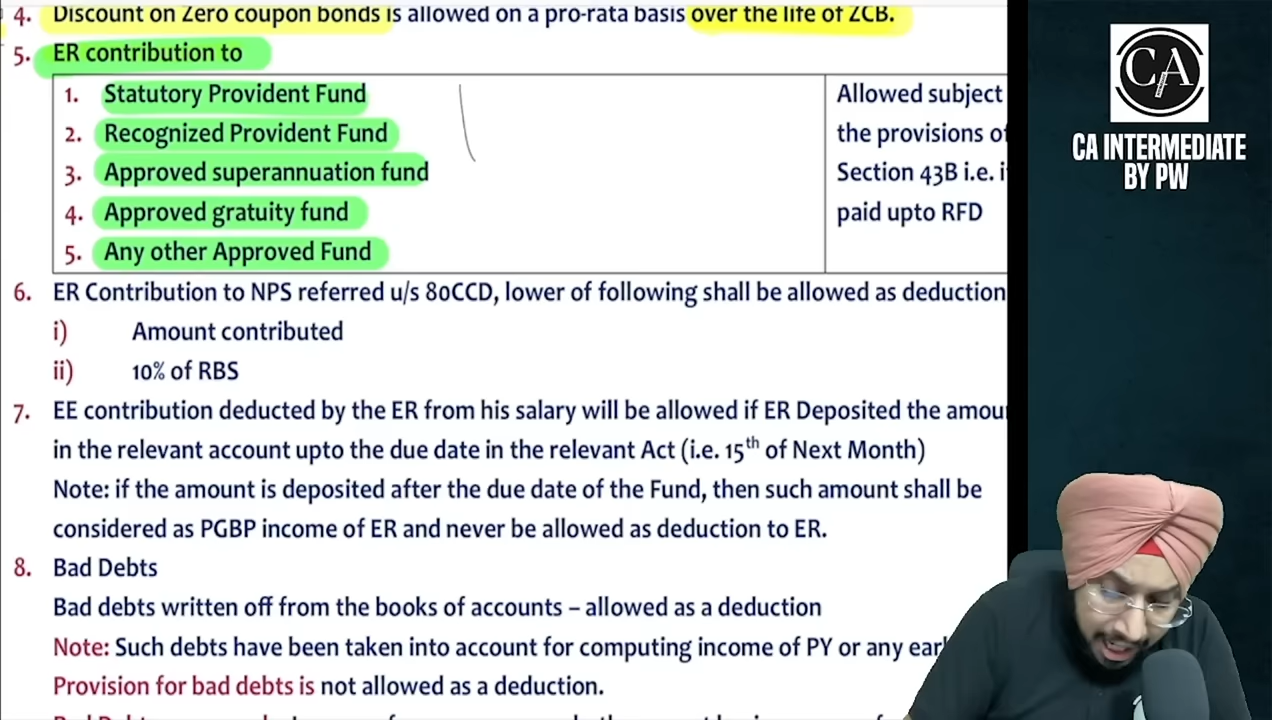 4. Discount on Zero coupon bonds is allowed on a pro-rata basis over the life of ZCB.
5. ER contribution to
1. Statutory Provident Fund
2. Recognized Provident Fund
3. Approved superannuation fund
4. Approved gratuity fund
5. Any other Approved Fund
Allowed subject
the provisions of
Section 43B i.e. i
paid upto RFD
6. ER Contribution to NPS referred u/s 80CCD, lower of following shall be allowed as deduction
i) Amount contributed
ii) 10% of RBS
7. EE contribution deducted by the ER from his salary will be allowed if ER Deposited the amou
in the relevant account upto the due date in the relevant Act (i.e. 15th of Next Month)
Note: if the amount is deposited after the due date of the Fund, then such amount shall be
considered as PGBP income of ER and never be allowed as deduction to ER.
8. Bad Debts
Bad debts written off from the books of accounts – allowed as a deduction
Note: Such debts have been taken into account for computing income of PY or any ear
Provision for bad debts is not allowed as a deduction.
CA
CA INTERMEDIATE
BY PW